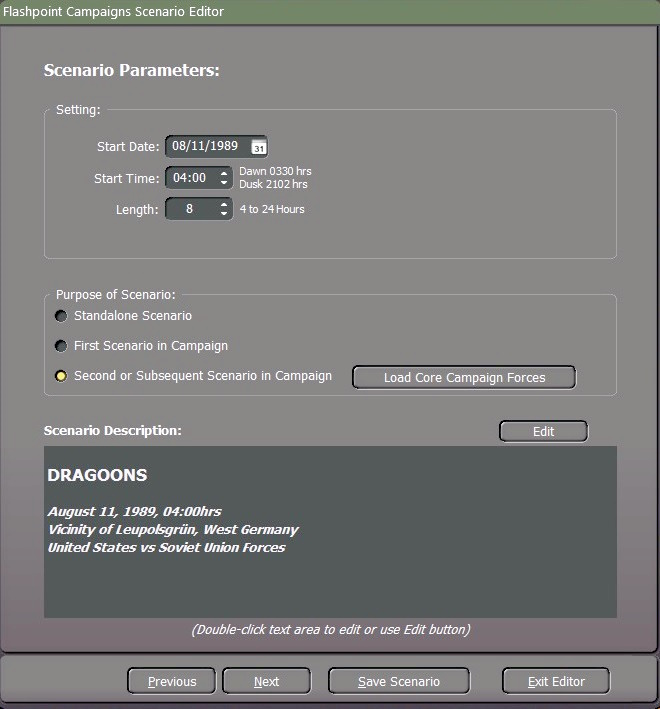 Flashpoint Campaigns Scenario Editor
Scenario Parameters:
Setting:
Start Date: 08/11/1989 31
Start Time: 04:00 Dawn 0330 hrs
Dusk 2102 hrs
Length: 8 4 to 24 Hours
Purpose of Scenario:
Standalone Scenario
First Scenario in Campaign
Second or Subsequent Scenario in Campaign Load Core Campaign Forces
Scenario Description: Edit
DRAGOONS
August 11, 1989, 04:00hrs
Vicinity of Leupolsgrün, West Germany
United States vs Soviet Union Forces
(Double-click text area to edit or use Edit button)
Previous Next Save Scenario Exit Editor